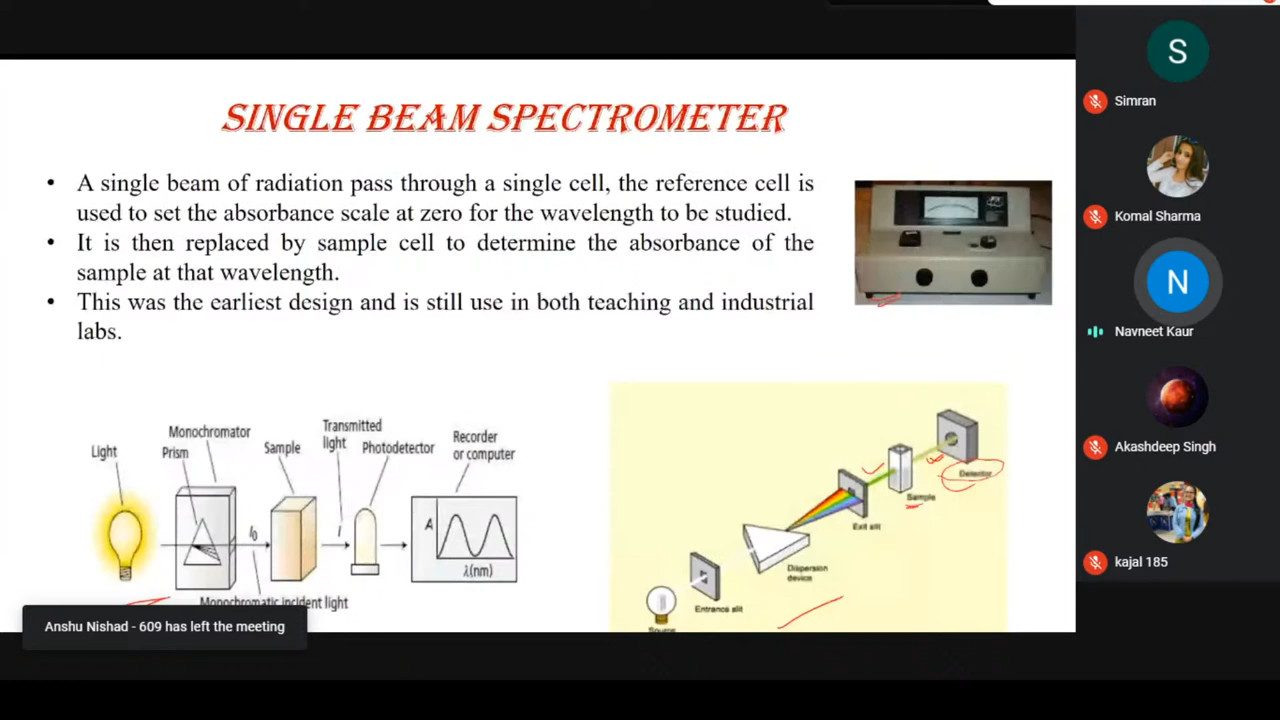 SINGLE BEAM SPECTROMETER
• A single beam of radiation pass through a single cell, the reference cell is
used to set the absorbance scale at zero for the wavelength to be studied.
• It is then replaced by sample cell to determine the absorbance of the
sample at that wavelength.
• This was the earliest design and is still use in both teaching and industrial
labs.
Light
Monochromator
Prism
Sample
Transmitted
light
Photodetector
Recorder
or computer
I₀
I
A
λ(nm)
Monochromatic incident light
Detector
Sample
Exit slit
Dispersion
device
Entrance slit
Source
Anshu Nishad - 609 has left the meeting
S
Simran
Komal Sharma
N
Navneet Kaur
Akashdeep Singh
kajal 185